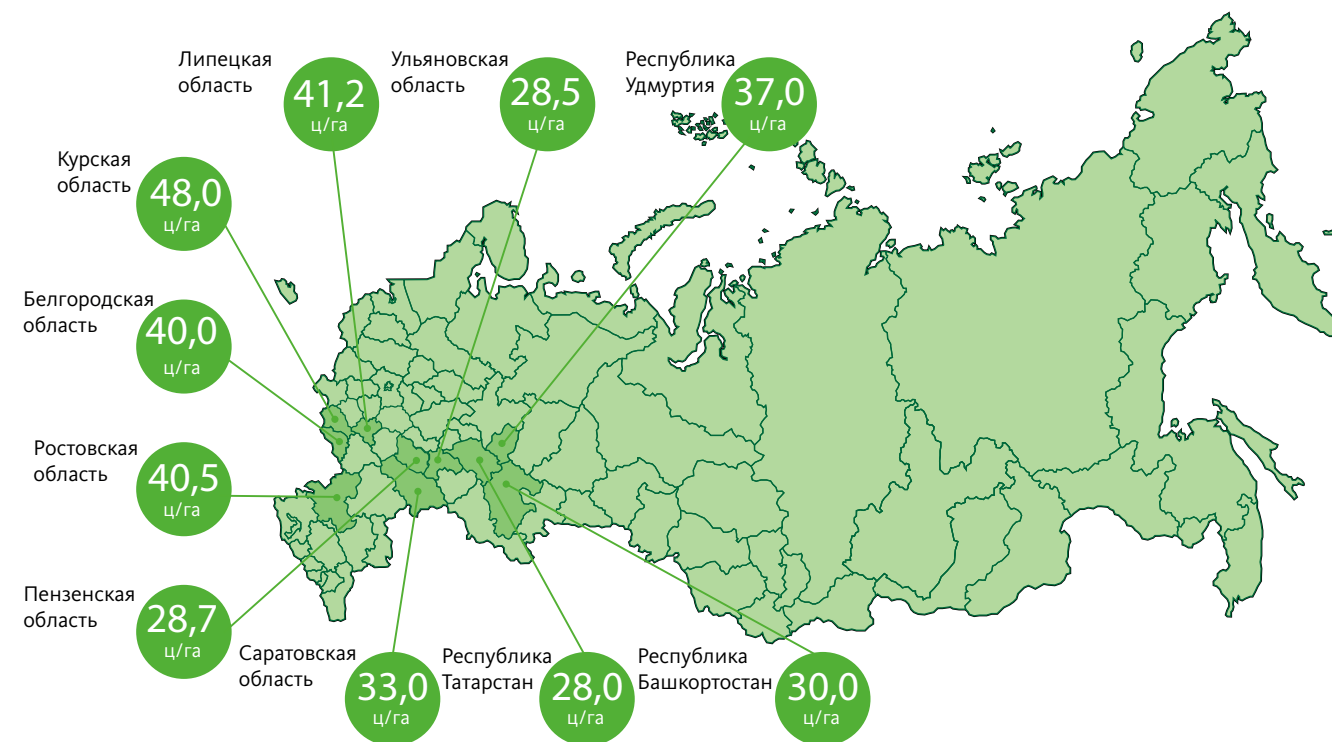 Липецкая
область
41,2
ц/га
Ульяновская
область
28,5
ц/га
Республика
Удмуртия
37,0
ц/га
Курская
область
48,0
ц/га
Белгородская
область
40,0
ц/га
Ростовская
область
40,5
ц/га
Пензенская
область
28,7
ц/га
Саратовская
область
33,0
ц/га
Республика
Татарстан
28,0
ц/га
Республика
Башкортостан
30,0
ц/га